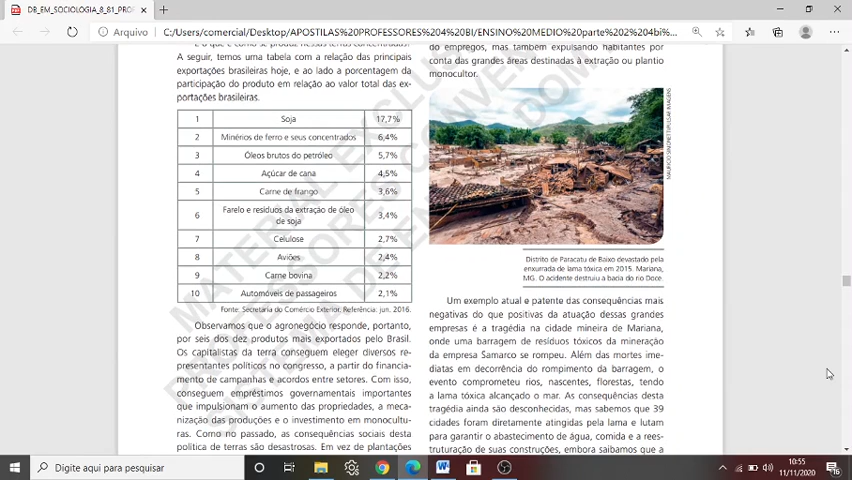 DB_EM_SOCIOLOGIA_8_81_PROF
Arquivo
C:/Users/comercial/Desktop/APOSTILAS%20PROFESSORES%204%20BI/ENSINO%20MEDIO%20parte%202%204bi%...
E o que e como se produz nessas terras concentradas?
A seguir, temos uma tabela com a relação das principais
exportações brasileiras hoje, e ao lado a porcentagem da
participação do produto em relação ao valor total das ex-
portações brasileiras.
1 Soja 17,7%
2 Minérios de ferro e seus concentrados 6,4%
3 Óleos brutos do petróleo 5,7%
4 Açúcar de cana 4,5%
5 Carne de frango 3,6%
6 Farelo e resíduos da extração de óleo
de soja 3,4%
7 Celulose 2,7%
8 Aviões 2,4%
9 Carne bovina 2,2%
10 Automóveis de passageiros 2,1%
Fonte: Secretaria do Comércio Exterior. Referência: jun. 2016.
Observamos que o agronegócio responde, portanto,
por seis dos dez produtos mais exportados pelo Brasil.
Os capitalistas da terra conseguem eleger diversos re-
presentantes políticos no congresso, a partir do financia-
mento de campanhas e acordos entre setores. Com isso,
conseguem empréstimos governamentais importantes
que impulsionam o aumento das propriedades, a meca-
nização das produções e o investimento em monocultu-
ras. Como no passado, as consequências sociais desta
política de terras são desastrosas. Em vez de plantações
do empregos, mas também expulsando habitantes por
conta das grandes áreas destinadas à extração ou plantio
monocultor.
Distrito de Paracatu de Baixo devastado pela
enxurrada de lama tóxica em 2015. Mariana,
MG. O acidente destruiu a bacia do rio Doce.
Um exemplo atual e patente das consequências mais
negativas do que positivas da atuação dessas grandes
empresas é a tragédia na cidade mineira de Mariana,
onde uma barragem de resíduos tóxicos da mineração
da empresa Samarco se rompeu. Além das mortes ime-
diatas em decorrência do rompimento da barragem, o
evento comprometeu rios, nascentes, florestas, tendo
a lama tóxica alcançado o mar. As consequências desta
tragédia ainda são desconhecidas, mas sabemos que 39
cidades foram diretamente atingidas pela lama e lutam
para garantir o abastecimento de água, comida e a rees-
truturação de suas construções, embora saibamos que a
Digite aqui para pesquisar
10:55
11/11/2020
16